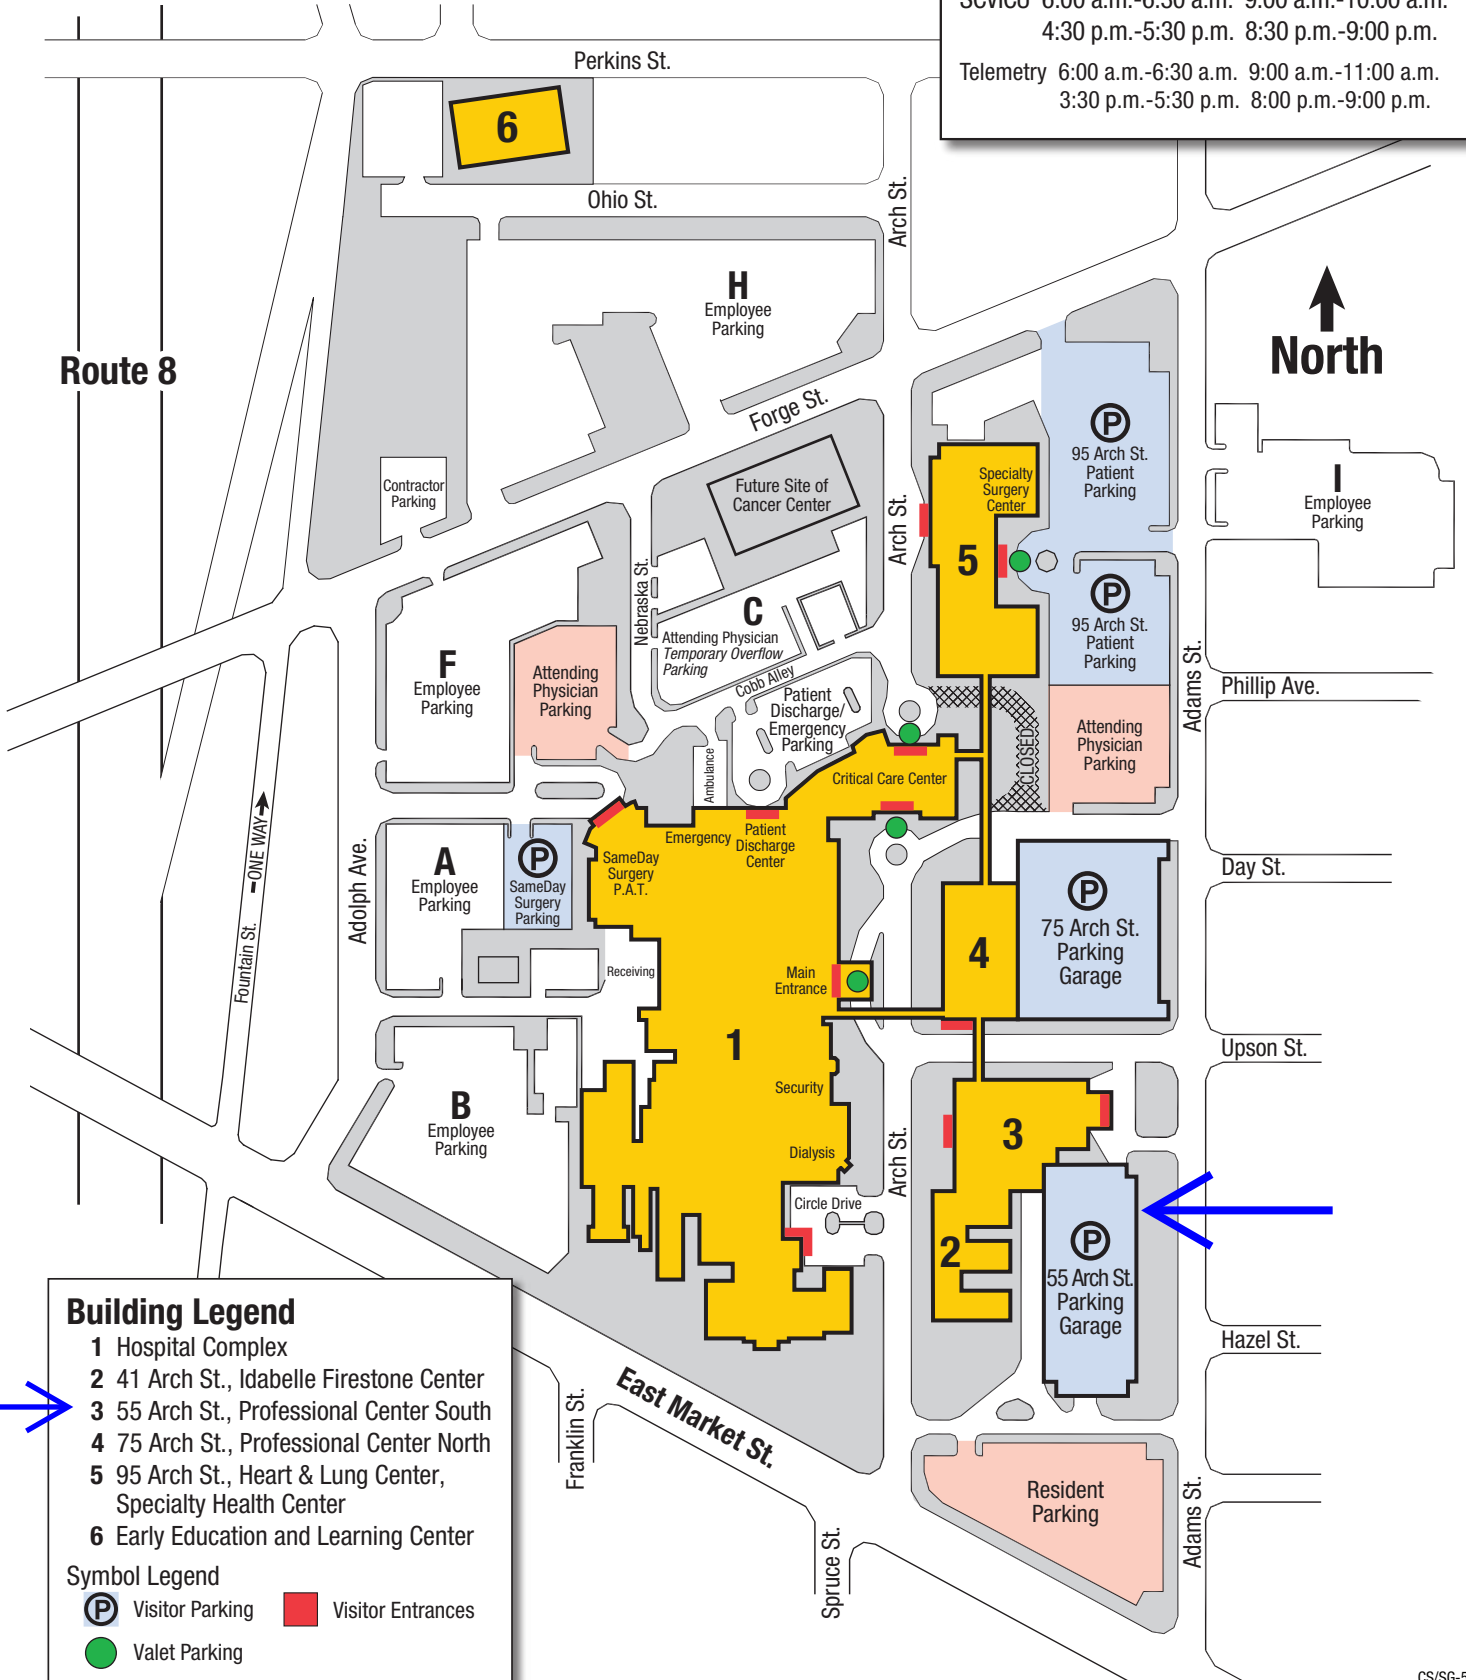 SCVICU 6:00 a.m.-6:30 a.m. 9:00 a.m.-10:00 a.m.
4:30 p.m.-5:30 p.m. 8:30 p.m.-9:00 p.m.
Telemetry 6:00 a.m.-6:30 a.m. 9:00 a.m.-11:00 a.m.
3:30 p.m.-5:30 p.m. 8:00 p.m.-9:00 p.m.
Perkins St.
6
Ohio St.
Arch St.
H
Employee
Parking
North
Route 8
Forge St.
P
95 Arch St.
Patient
Parking
I
Employee
Parking
Contractor
Parking
Future Site of
Cancer Center
Specialty
Surgery
Center
Arch St.
5
Nebraska St.
C
Attending Physician
Temporary Overflow
Parking
Cobb Alley
P
95 Arch St.
Patient
Parking
F
Employee
Parking
Attending
Physician
Parking
Patient
Discharge/
Emergency
Parking
Adams St.
Phillip Ave.
Attending
Physician
Parking
CLOSED
Ambulance
Critical Care Center
Emergency
Patient
Discharge
Center
ONE WAY
Fountain St.
Adolph Ave.
A
Employee
Parking
P
SameDay
Surgery
Parking
SameDay
Surgery
P.A.T.
Day St.
P
75 Arch St.
Parking
Garage
4
Receiving
Main
Entrance
1
Upson St.
Security
B
Employee
Parking
3
Dialysis
Arch St.
Circle Drive
2
P
55 Arch St.
Parking
Garage
Hazel St.
East Market St.
Franklin St.
Resident
Parking
Adams St.
Spruce St.
Building Legend
1 Hospital Complex
2 41 Arch St., Idabelle Firestone Center
3 55 Arch St., Professional Center South
4 75 Arch St., Professional Center North
5 95 Arch St., Heart & Lung Center,
Specialty Health Center
6 Early Education and Learning Center
Symbol Legend
P Visitor Parking
Visitor Entrances
Valet Parking